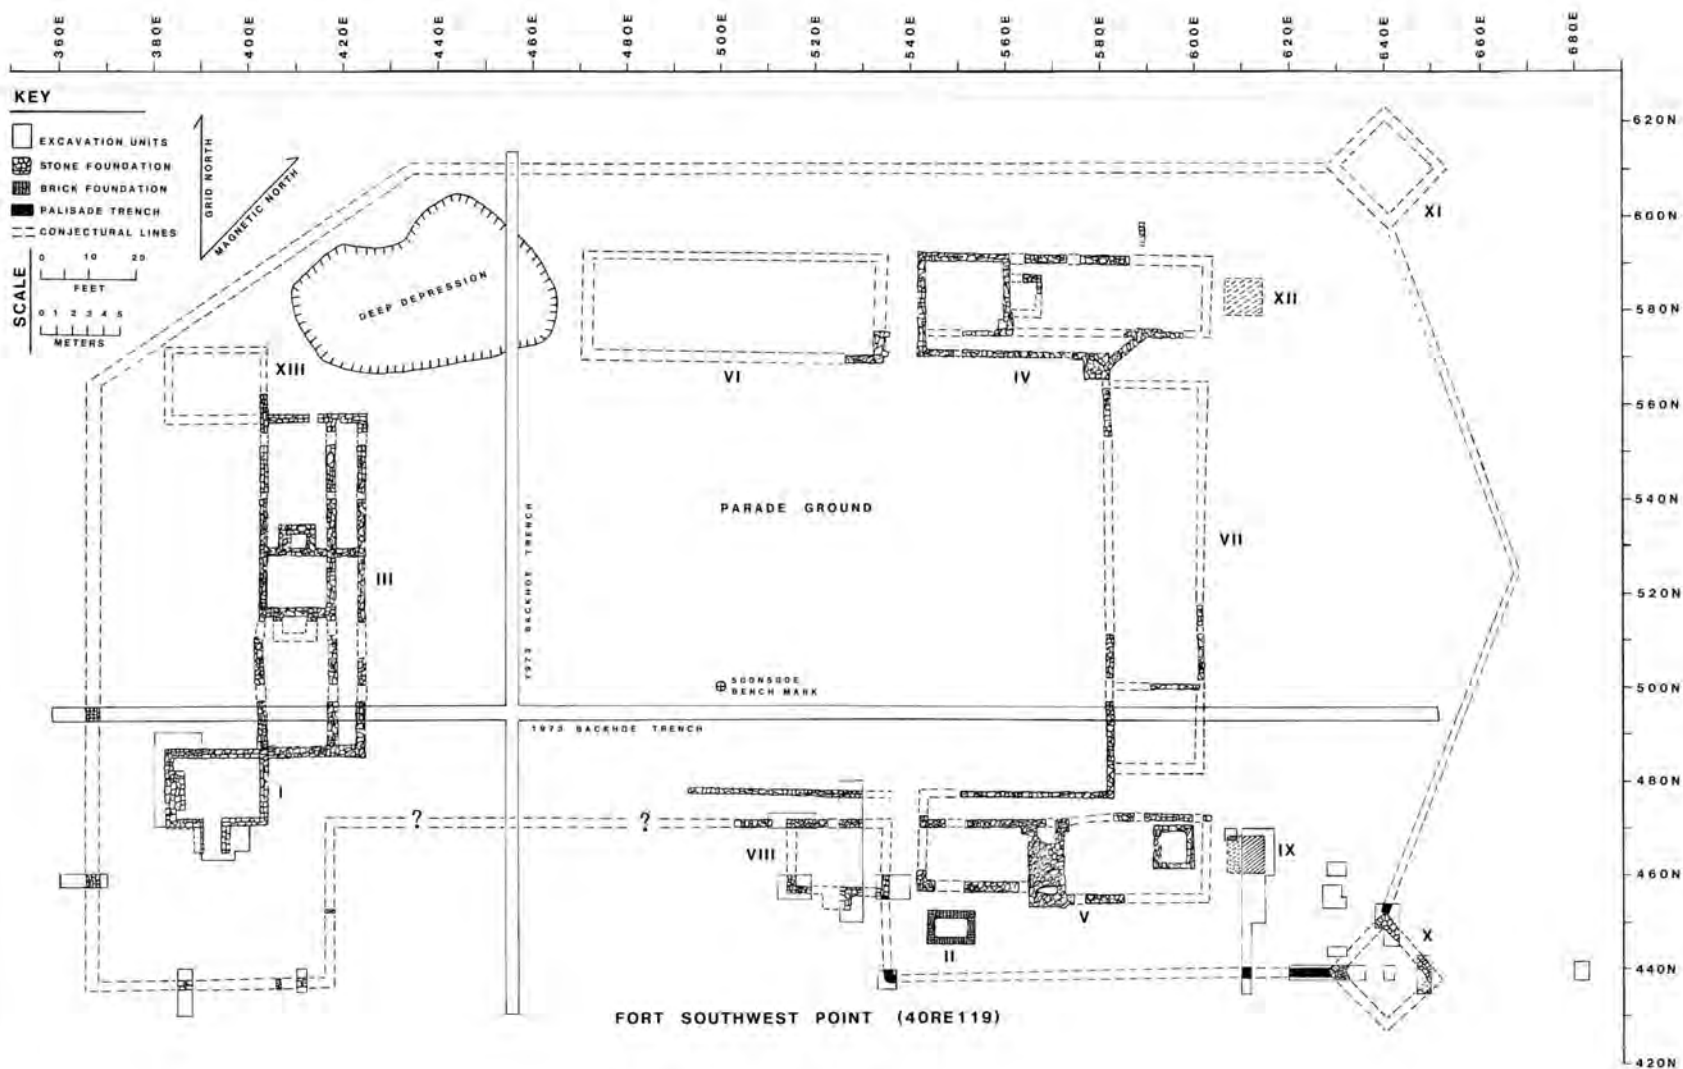 360E 380E 400E 420E 440E 460E 480E 500E 520E 540E 560E 580E 600E 620E 640E 660E 680E
KEY
EXCAVATION UNITS
STONE FOUNDATION
BRICK FOUNDATION
PALISADE TRENCH
CONJECTURAL LINES
GRID NORTH
MAGNETIC NORTH
SCALE
0 10 20
FEET
0 1 2 3 4 5
METERS
620N
600N
580N
560N
540N
520N
500N
480N
460N
440N
420N
DEEP DEPRESSION
XI
XII
XIII
VI
IV
PARADE GROUND
1973 BACKHOE TRENCH
VII
III
SOONSOOE
BENCH MARK
1973 BACKHOE TRENCH
I
? ?
VIII
IX
V
X
II
FORT SOUTHWEST POINT (40RE119)